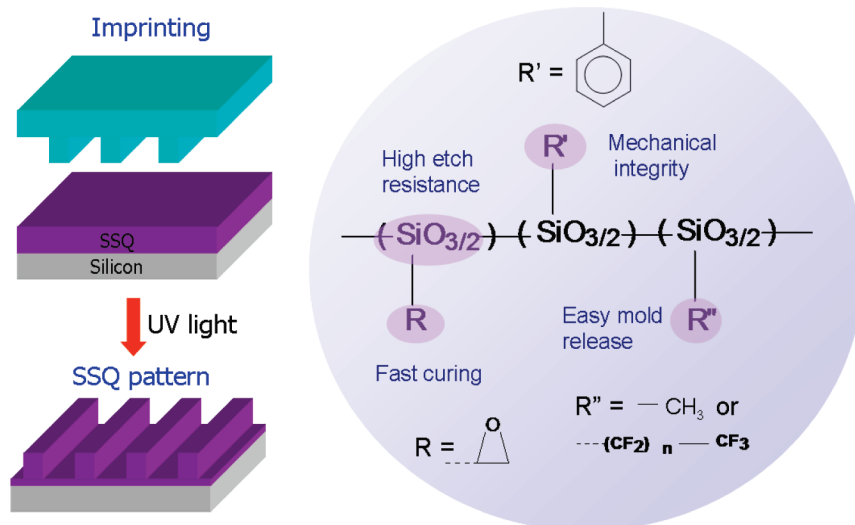 Imprinting
SSQ
Silicon
UV light
SSQ pattern
R' =
High etch
resistance
R'
Mechanical
integrity
( SiO3/2 ) ( SiO3/2 ) ( SiO3/2 )
R
Easy mold
release
R"
Fast curing
R =
O
R" = — CH3 or
----(CF2) n — CF3